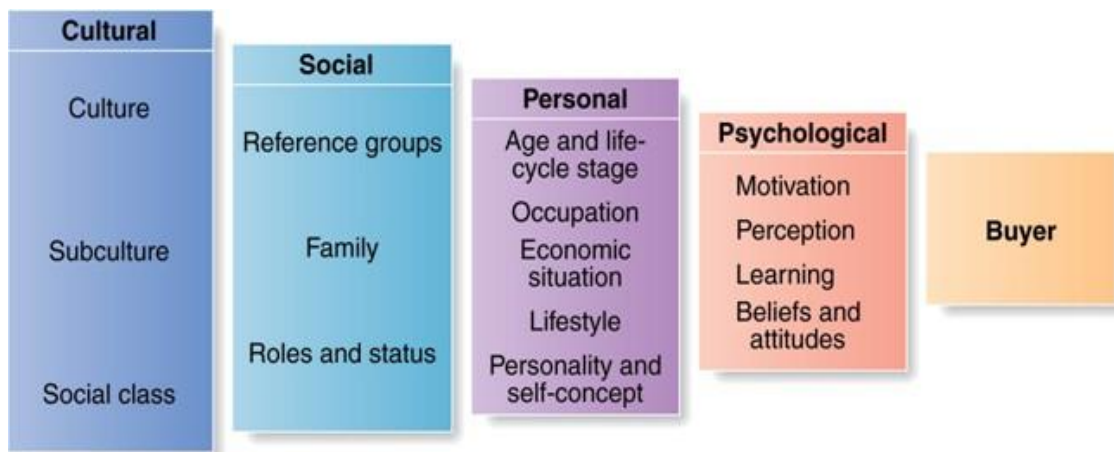 Cultural
Culture
Subculture
Social class
Social
Reference groups
Family
Roles and status
Personal
Age and life-
cycle stage
Occupation
Economic
situation
Lifestyle
Personality and
self-concept
Psychological
Motivation
Perception
Learning
Beliefs and
attitudes
Buyer